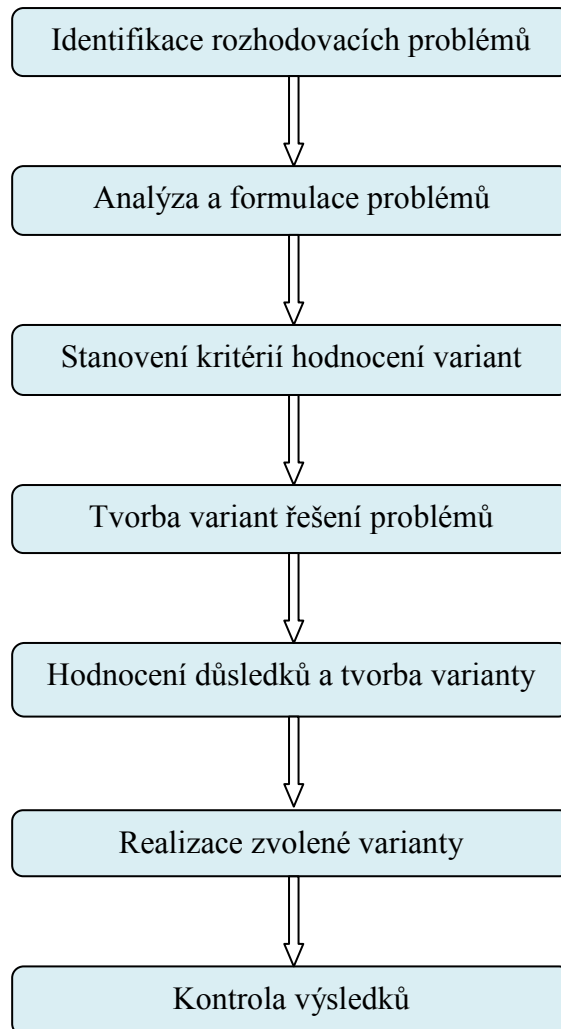 Identifikace rozhodovacích problémů
Analýza a formulace problémů
Stanovení kritérií hodnocení variant
Tvorba variant řešení problémů
Hodnocení důsledků a tvorba varianty
Realizace zvolené varianty
Kontrola výsledků